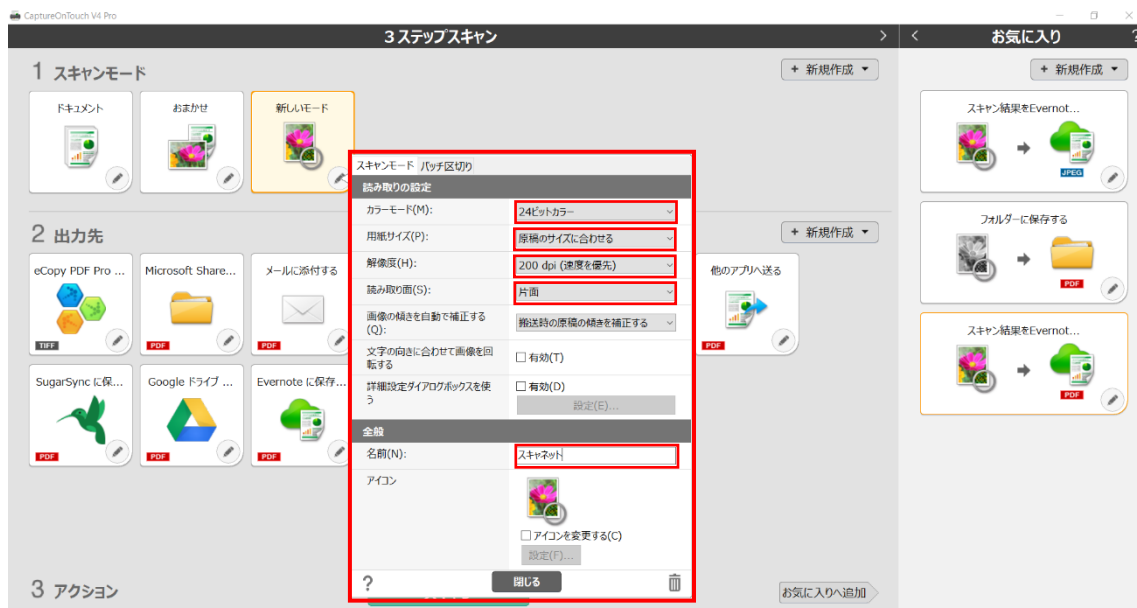 CaptureOnTouch V4 Pro
3ステップスキャン
お気に入り
?
1 スキャンモード
+ 新規作成
+ 新規作成
ドキュメント
おまかせ
新しいモード
スキャン結果をEvernot...
JPEG
スキャンモード バッチ区切り
読み取りの設定
カラーモード(M):
24ビットカラー
用紙サイズ(P):
原稿のサイズに合わせる
解像度(H):
200 dpi (速度を優先)
読み取り面(S):
片面
画像の傾きを自動で補正する
(Q):
搬送時の原稿の傾きを補正する
文字の向きに合わせて画像を回
転する
有効(T)
詳細設定ダイアログボックスを使
う
有効(D)
設定(E)...
全般
名前(N):
スキャネット
アイコン
アイコンを変更する(C)
設定(F)...
?
閉じる
2 出力先
+ 新規作成
eCopy PDF Pro ...
TIFF
Microsoft Share...
PDF
メールに添付する
PDF
他のアプリへ送る
PDF
SugarSync に保...
PDF
Google ドライブ ...
PDF
Evernote に保存...
PDF
フォルダーに保存する
PDF
スキャン結果をEvernot...
PDF
3 アクション
お気に入りへ追加